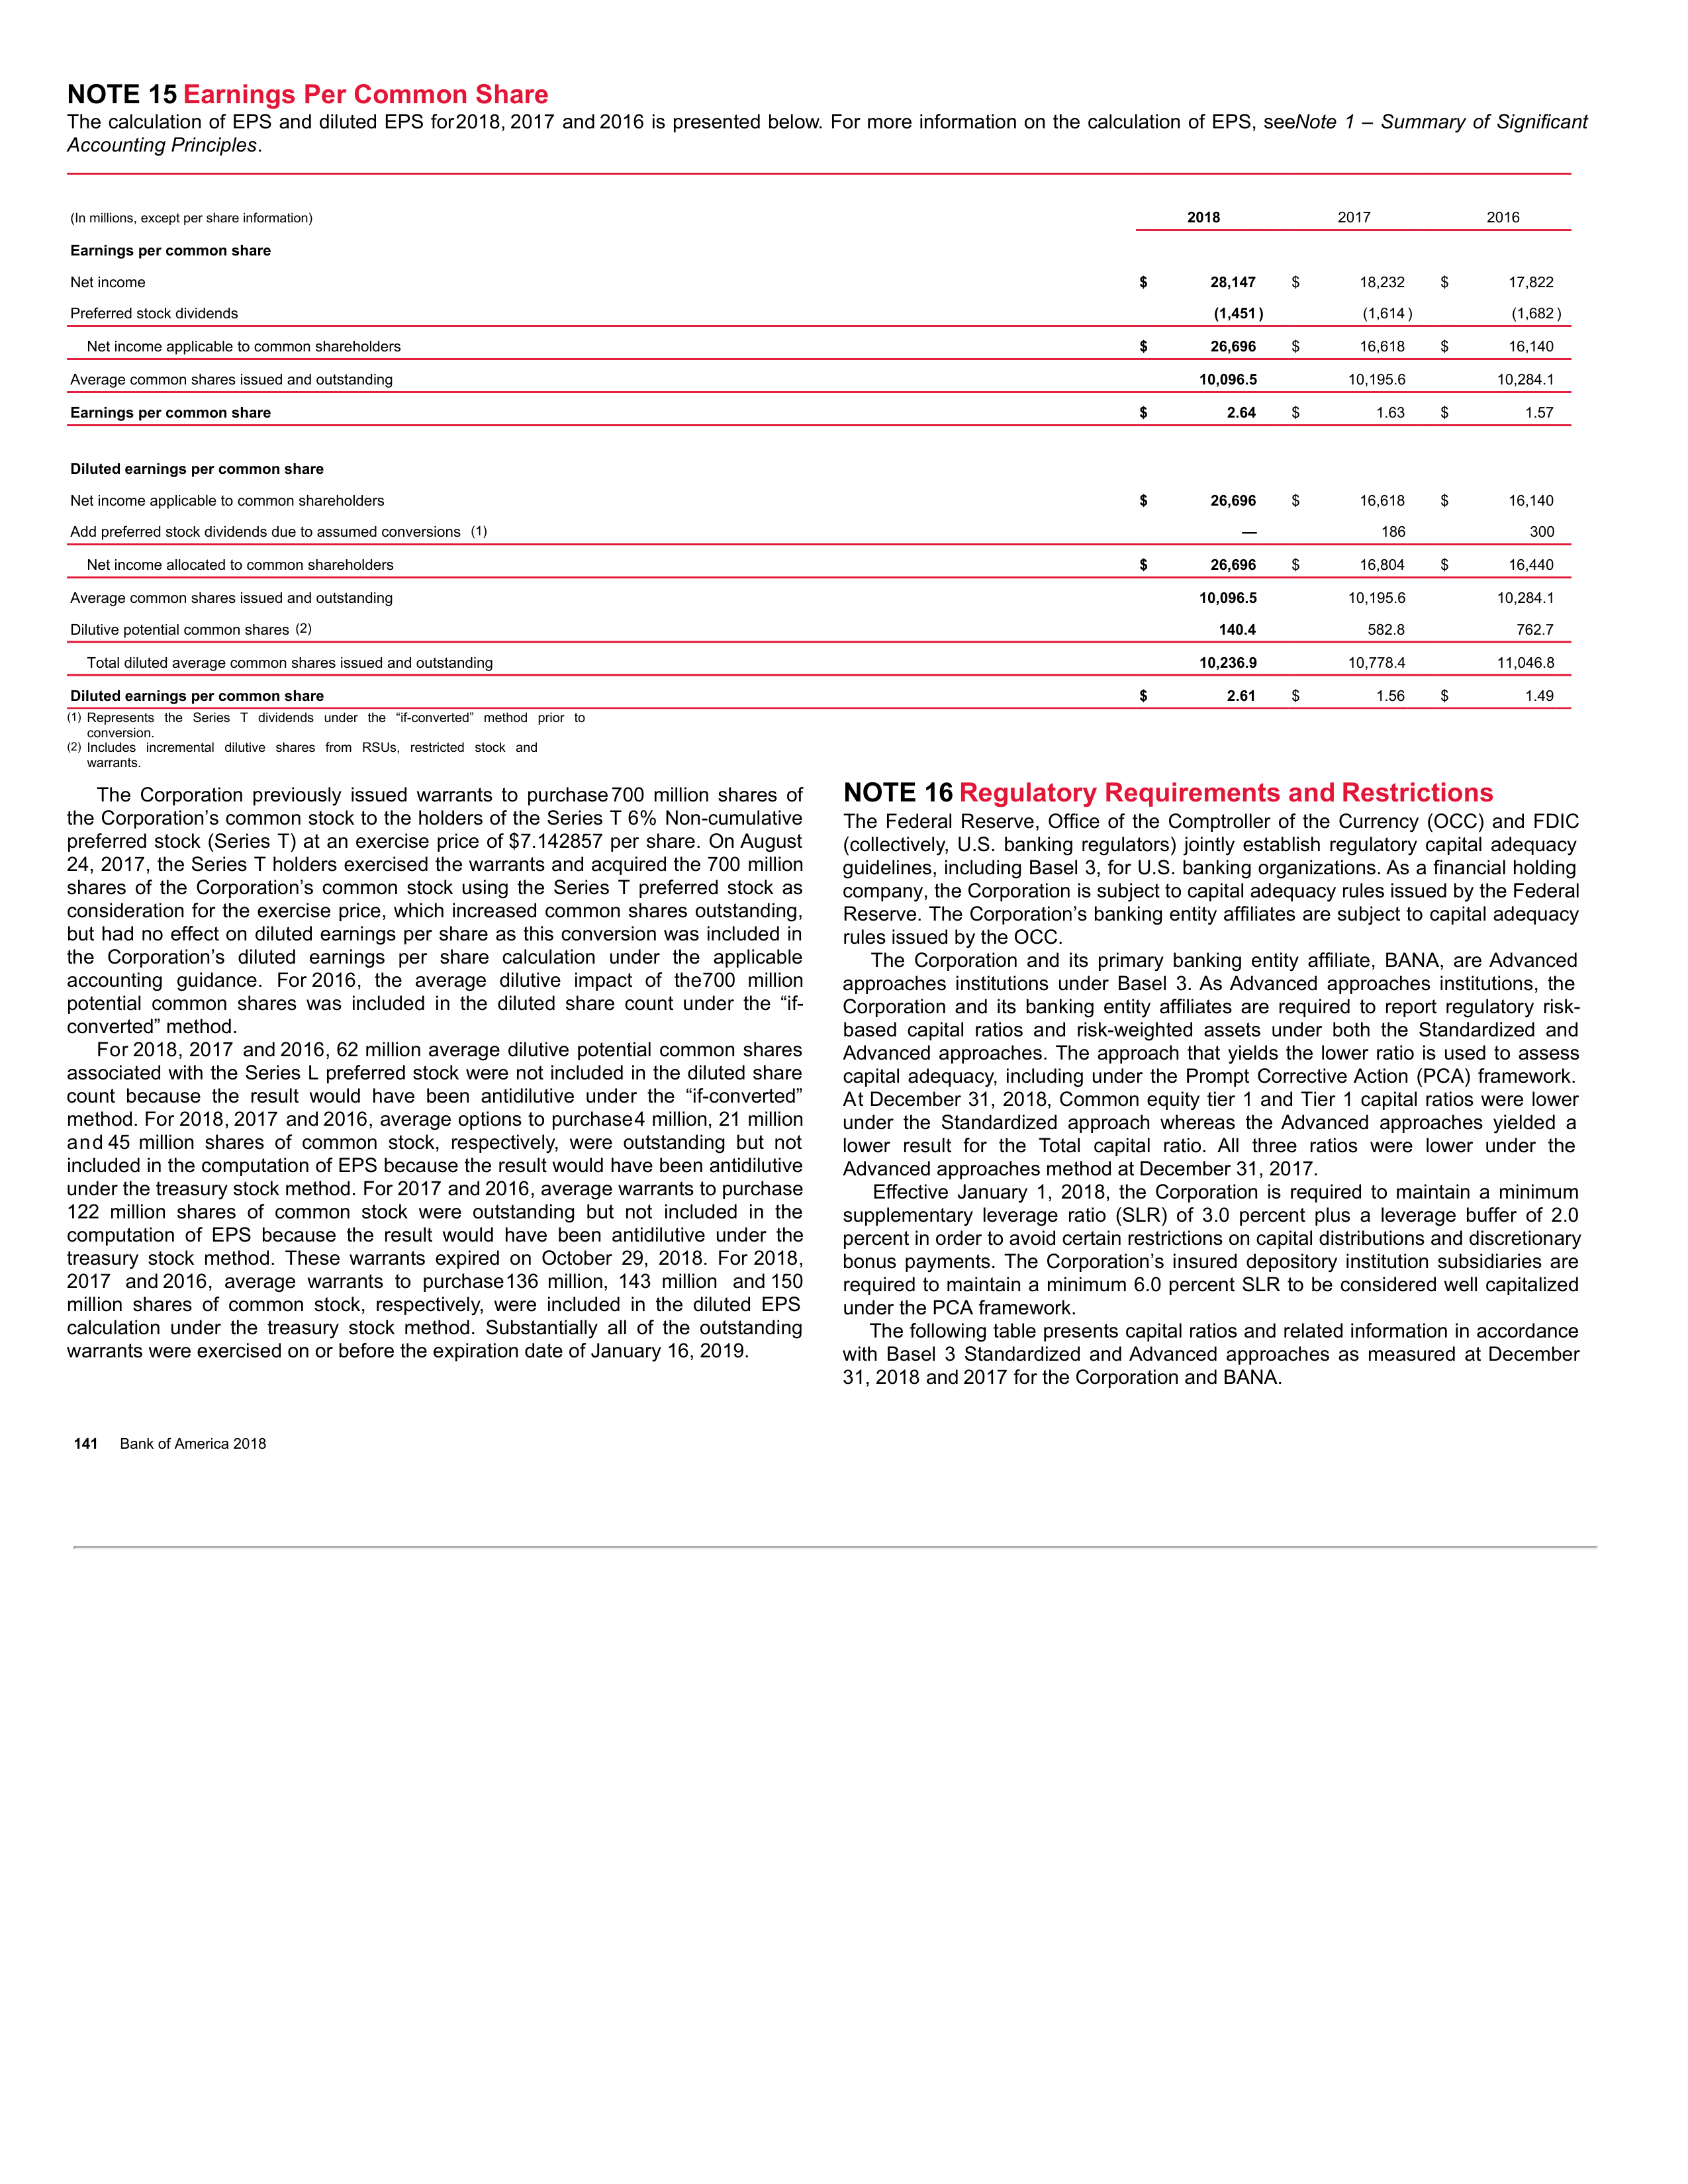 NOTE 15 Earnings Per Common Share
The calculation of EPS and diluted EPS for2018, 2017 and 2016 is presented below. For more information on the calculation of EPS, seeNote 1 – Summary of Significant
Accounting Principles.
(In millions, except per share information) 2018 2017 2016
Earnings per common share
Net income $ 28,147 $ 18,232 $ 17,822
Preferred stock dividends (1,451) (1,614) (1,682)
Net income applicable to common shareholders $ 26,696 $ 16,618 $ 16,140
Average common shares issued and outstanding 10,096.5 10,195.6 10,284.1
Earnings per common share $ 2.64 $ 1.63 $ 1.57
Diluted earnings per common share
Net income applicable to common shareholders $ 26,696 $ 16,618 $ 16,140
Add preferred stock dividends due to assumed conversions (1) — 186 300
Net income allocated to common shareholders $ 26,696 $ 16,804 $ 16,440
Average common shares issued and outstanding 10,096.5 10,195.6 10,284.1
Dilutive potential common shares (2) 140.4 582.8 762.7
Total diluted average common shares issued and outstanding 10,236.9 10,778.4 11,046.8
Diluted earnings per common share $ 2.61 $ 1.56 $ 1.49
(1) Represents the Series T dividends under the “if-converted” method prior to
conversion.
(2) Includes incremental dilutive shares from RSUs, restricted stock and
warrants.
The Corporation previously issued warrants to purchase 700 million shares of
the Corporation’s common stock to the holders of the Series T 6% Non-cumulative
preferred stock (Series T) at an exercise price of $7.142857 per share. On August
24, 2017, the Series T holders exercised the warrants and acquired the 700 million
shares of the Corporation’s common stock using the Series T preferred stock as
consideration for the exercise price, which increased common shares outstanding,
but had no effect on diluted earnings per share as this conversion was included in
the Corporation’s diluted earnings per share calculation under the applicable
accounting guidance. For 2016, the average dilutive impact of the700 million
potential common shares was included in the diluted share count under the “if-
converted” method.
For 2018, 2017 and 2016, 62 million average dilutive potential common shares
associated with the Series L preferred stock were not included in the diluted share
count because the result would have been antidilutive under the “if-converted”
method. For 2018, 2017 and 2016, average options to purchase 4 million, 21 million
and 45 million shares of common stock, respectively, were outstanding but not
included in the computation of EPS because the result would have been antidilutive
under the treasury stock method. For 2017 and 2016, average warrants to purchase
122 million shares of common stock were outstanding but not included in the
computation of EPS because the result would have been antidilutive under the
treasury stock method. These warrants expired on October 29, 2018. For 2018,
2017 and 2016, average warrants to purchase 136 million, 143 million and 150
million shares of common stock, respectively, were included in the diluted EPS
calculation under the treasury stock method. Substantially all of the outstanding
warrants were exercised on or before the expiration date of January 16, 2019.
NOTE 16 Regulatory Requirements and Restrictions
The Federal Reserve, Office of the Comptroller of the Currency (OCC) and FDIC
(collectively, U.S. banking regulators) jointly establish regulatory capital adequacy
guidelines, including Basel 3, for U.S. banking organizations. As a financial holding
company, the Corporation is subject to capital adequacy rules issued by the Federal
Reserve. The Corporation’s banking entity affiliates are subject to capital adequacy
rules issued by the OCC.
The Corporation and its primary banking entity affiliate, BANA, are Advanced
approaches institutions under Basel 3. As Advanced approaches institutions, the
Corporation and its banking entity affiliates are required to report regulatory risk-
based capital ratios and risk-weighted assets under both the Standardized and
Advanced approaches. The approach that yields the lower ratio is used to assess
capital adequacy, including under the Prompt Corrective Action (PCA) framework.
At December 31, 2018, Common equity tier 1 and Tier 1 capital ratios were lower
under the Standardized approach whereas the Advanced approaches yielded a
lower result for the Total capital ratio. All three ratios were lower under the
Advanced approaches method at December 31, 2017.
Effective January 1, 2018, the Corporation is required to maintain a minimum
supplementary leverage ratio (SLR) of 3.0 percent plus a leverage buffer of 2.0
percent in order to avoid certain restrictions on capital distributions and discretionary
bonus payments. The Corporation’s insured depository institution subsidiaries are
required to maintain a minimum 6.0 percent SLR to be considered well capitalized
under the PCA framework.
The following table presents capital ratios and related information in accordance
with Basel 3 Standardized and Advanced approaches as measured at December
31, 2018 and 2017 for the Corporation and BANA.
141 Bank of America 2018